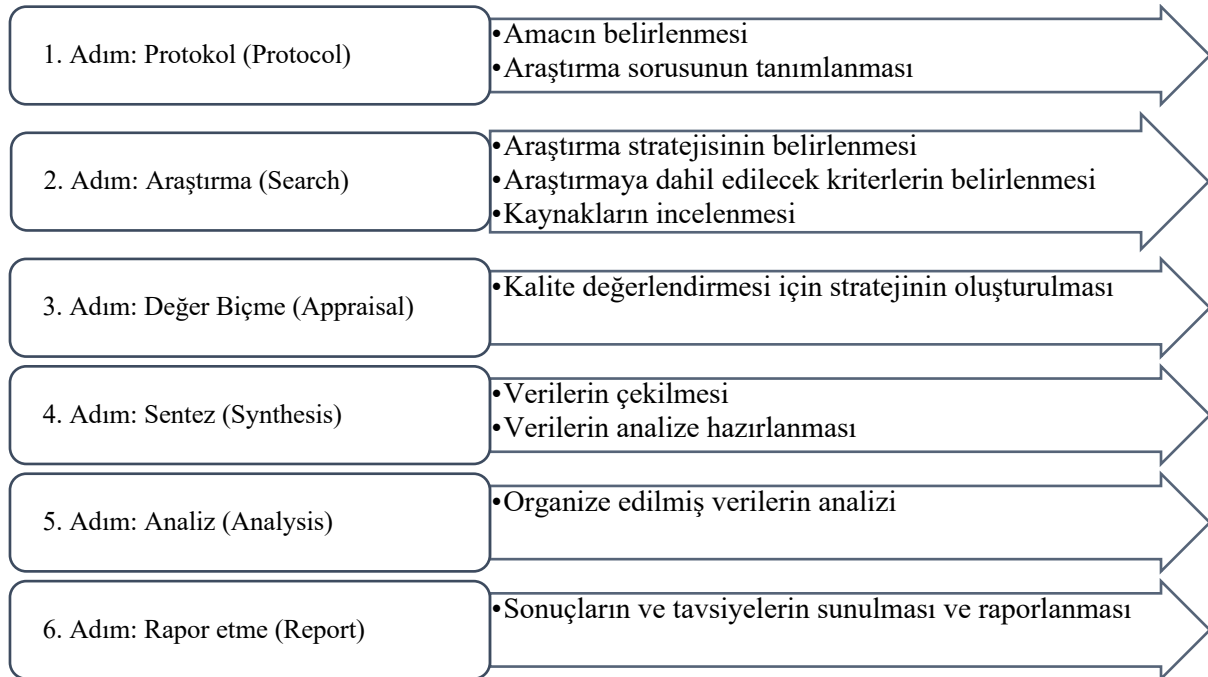 1. Adım: Protokol (Protocol)
•Amacın belirlenmesi
•Araştırma sorusunun tanımlanması
2. Adım: Araştırma (Search)
•Araştırma stratejisinin belirlenmesi
•Araştırmaya dahil edilecek kriterlerin belirlenmesi
•Kaynakların incelenmesi
3. Adım: Değer Biçme (Appraisal)
•Kalite değerlendirmesi için stratejinin oluşturulması
4. Adım: Sentez (Synthesis)
•Verilerin çekilmesi
•Verilerin analize hazırlanması
5. Adım: Analiz (Analysis)
•Organize edilmiş verilerin analizi
6. Adım: Rapor etme (Report)
•Sonuçların ve tavsiyelerin sunulması ve raporlanması